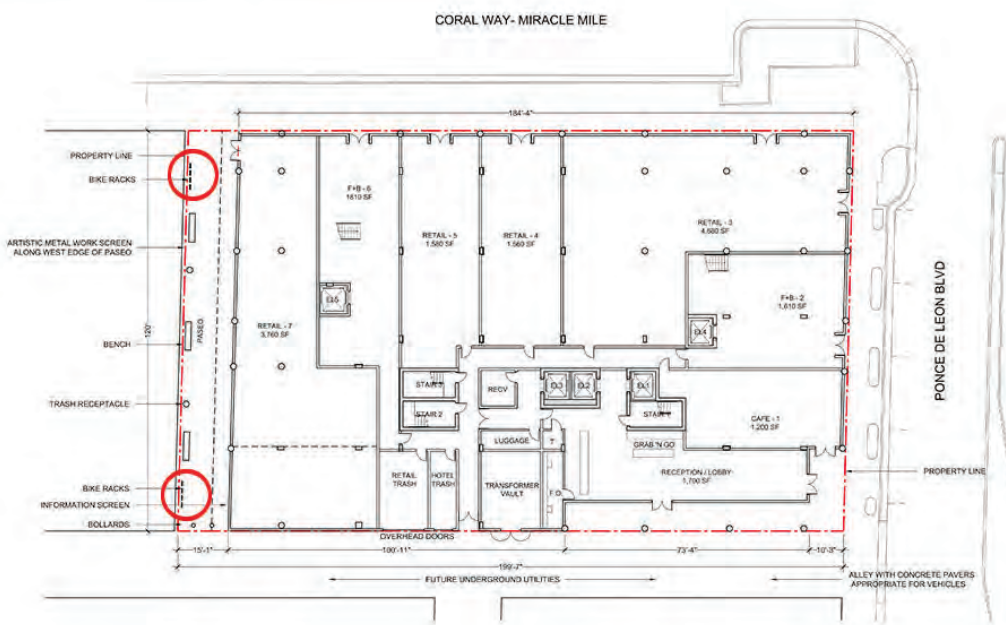 CORAL WAY- MIRACLE MILE
184'-4"
PROPERTY LINE
BIKE RACKS
F+B - 6
1610 SF
RETAIL - 5
1,580 SF
RETAIL - 4
1,560 SF
RETAIL - 3
4,680 SF
ARTISTIC METAL WORK SCREEN
ALONG WEST EDGE OF PASEO
120'
PASEO
EL5
F+B - 2
1,610 SF
RETAIL - 7
3,760 SF
EL4
BENCH
PONCE DE LEON BLVD
STAIR 3
RECV
EL3
EL2
EL1
TRASH RECEPTACLE
STAIR 2
STAIR 1
CAFE - 1
1,200 SF
LUGGAGE
T
GRAB 'N GO
RETAIL
TRASH
HOTEL
TRASH
TRANSFORMER
VAULT
RECEPTION / LOBBY
1,700 SF
PROPERTY LINE
BIKE RACKS
INFORMATION SCREEN
BOLLARDS
OVERHEAD DOORS
15'-1"
100'-11"
73'-4"
10'-3"
199'-7"
FUTURE UNDERGROUND UTILITIES
ALLEY WITH CONCRETE PAVERS
APPROPRIATE FOR VEHICLES